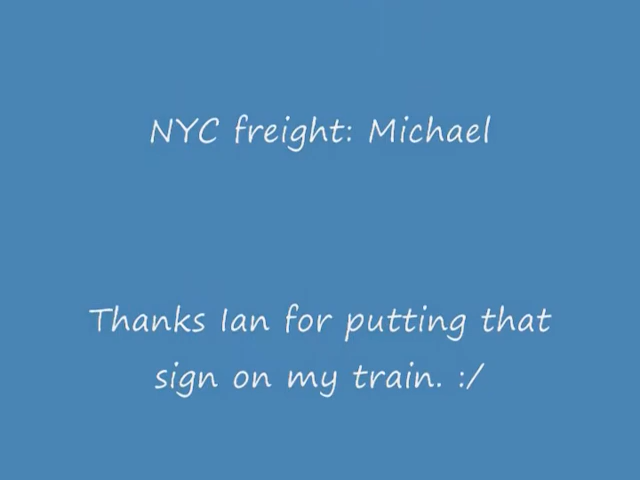 NYC freight: Michael
Thanks Ian for putting that
sign on my train. :/